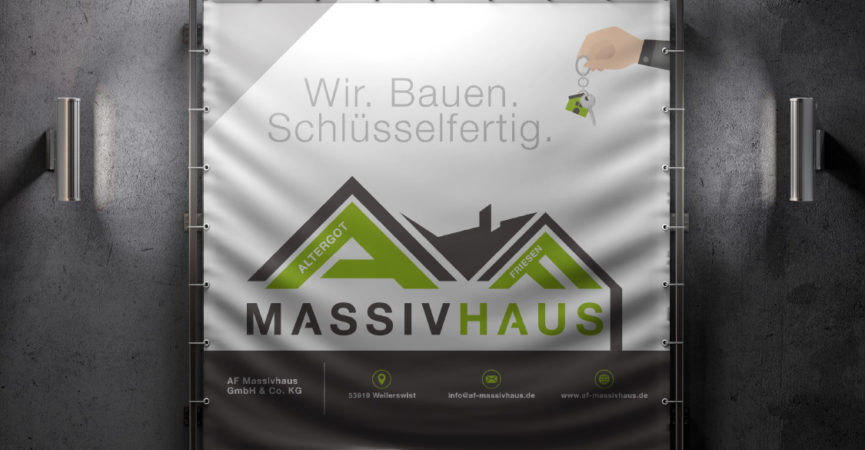 Wir. Bauen.
Schlüsselfertig.
ALTERGOT
FRIESEN
MASSIVHAUS
AF Massivhaus
GmbH & Co. KG
53919 Weilerswist
info@af-massivhaus.de
www.af-massivhaus.de